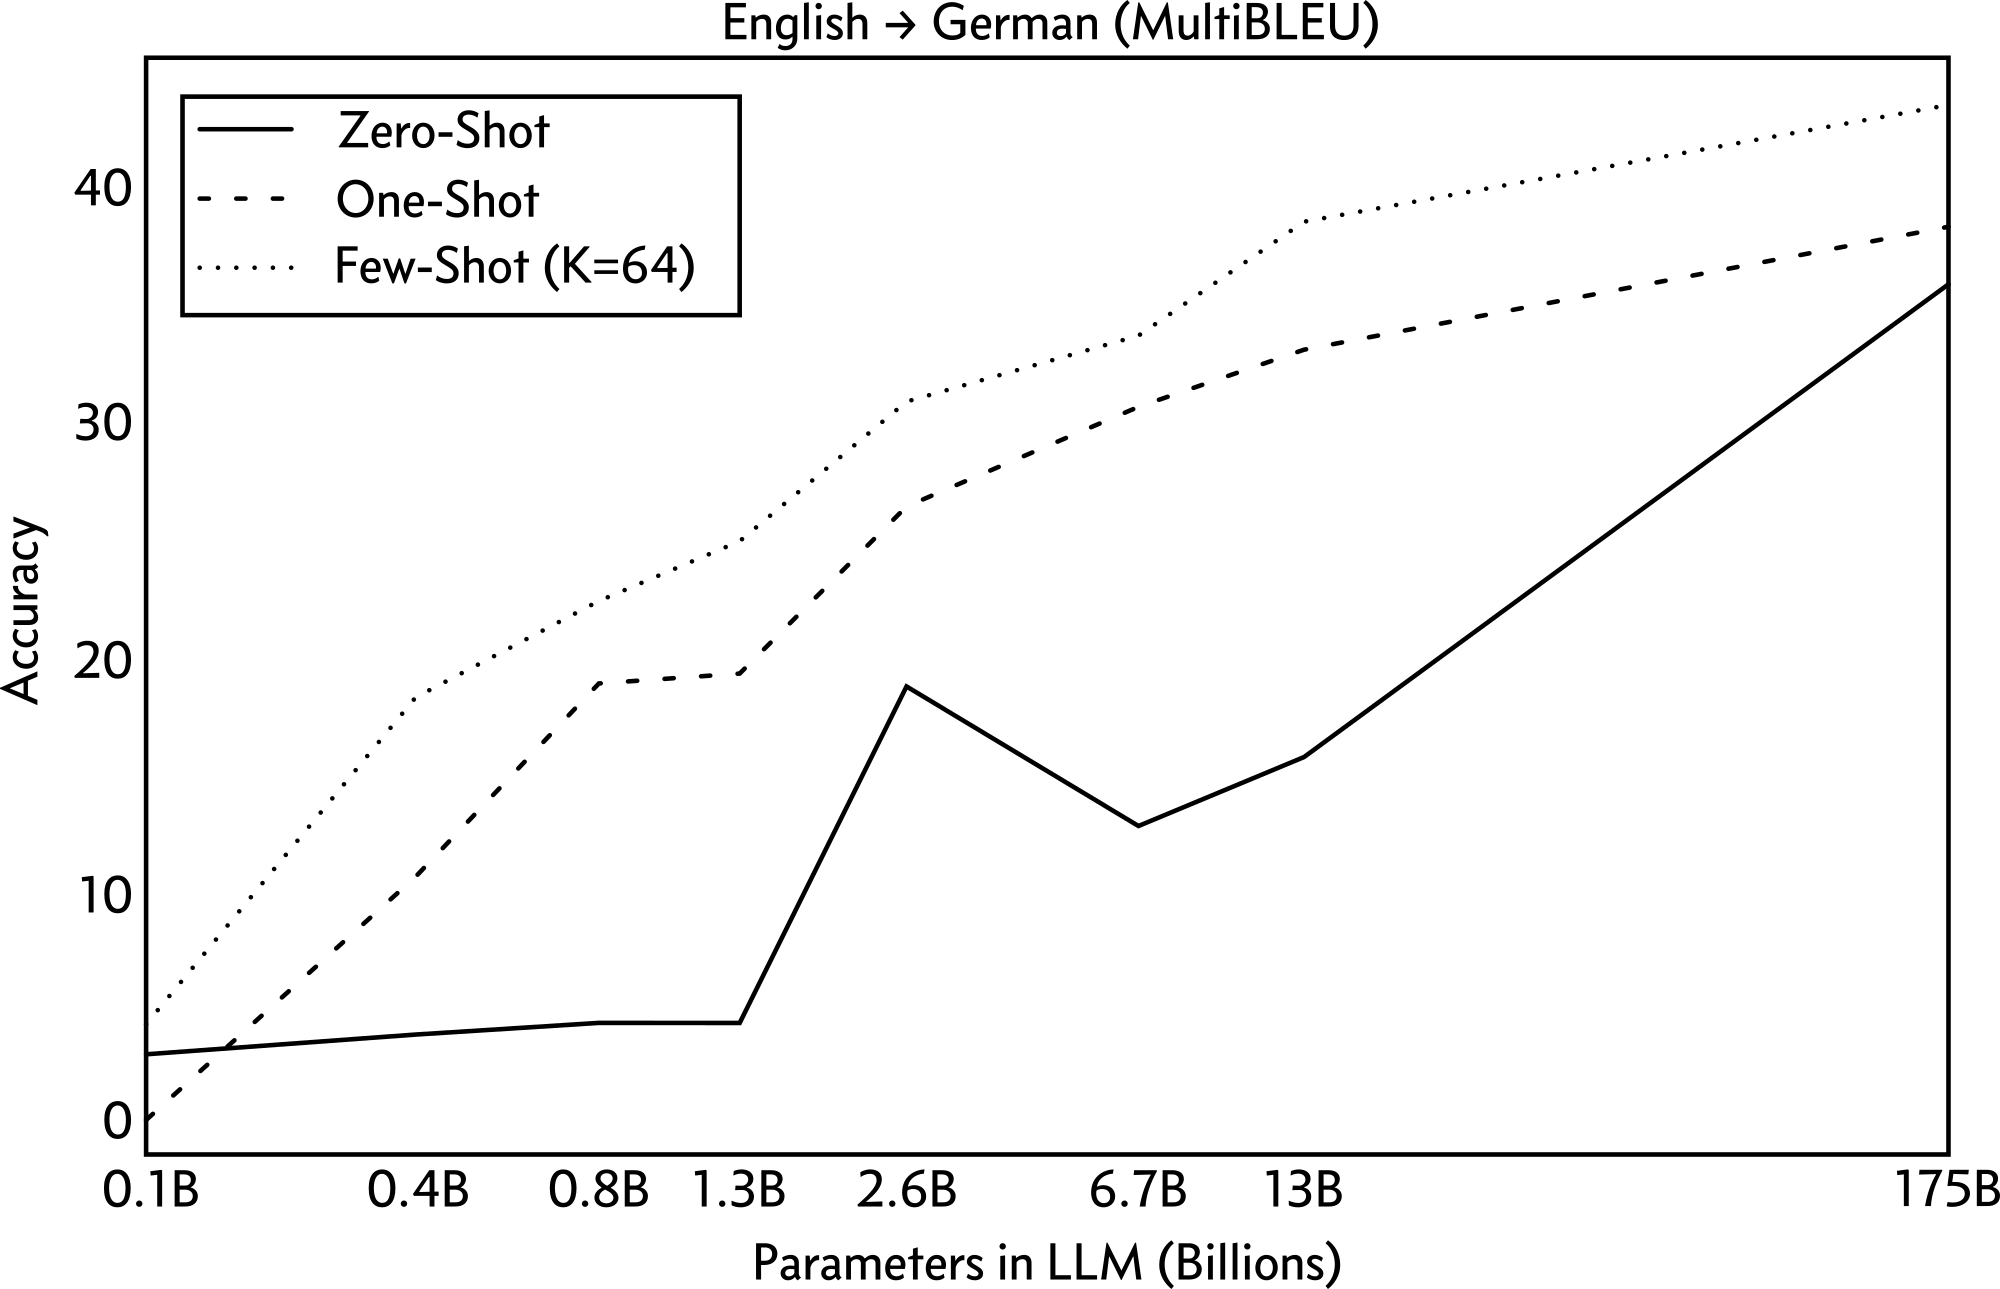 English → German (MultiBLEU)
Zero-Shot
One-Shot
Few-Shot (K=64)
Accuracy
40
30
20
10
0
0.1B 0.4B 0.8B 1.3B 2.6B 6.7B 13B 175B
Parameters in LLM (Billions)